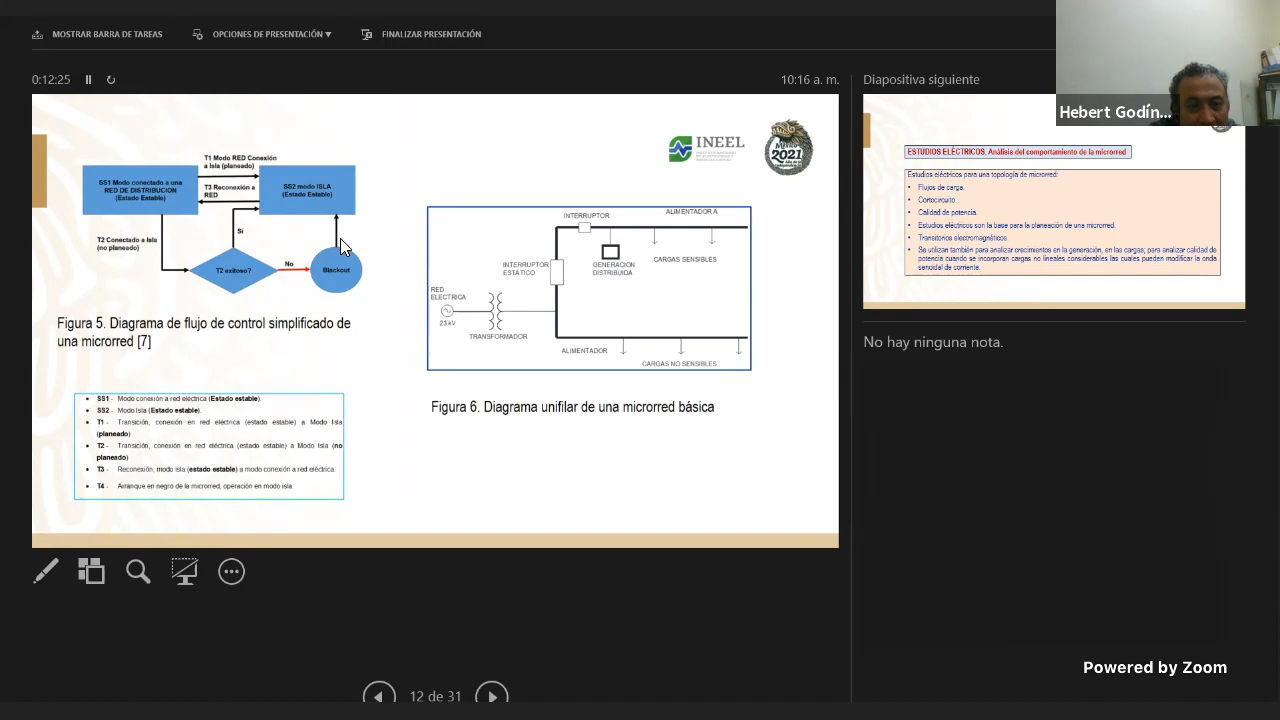 MOSTRAR BARRA DE TAREAS
OPCIONES DE PRESENTACIÓN ▼
FINALIZAR PRESENTACIÓN
0:12:25
10:16 a. m.
Diapositiva siguiente
Hebert Godín...
T1 Modo RED Conexión
a Isla (planeado)
SS1 Modo conectado a una
RED DE DISTRIBUCION
(Estado Estable)
T3 Reconexión a
RED
SS2 modo ISLA
(Estado Estable)
T2 Conectado a Isla
(no planeado)
Si
T2 exitoso?
No
Blackout
Figura 5. Diagrama de flujo de control simplificado de
una microrred [7]
• SS1 - Modo conexión a red eléctrica (Estado estable).
• SS2 - Modo Isla (Estado estable).
• T1 - Transición, conexión en red eléctrica (estado estable) a Modo Isla
(planeado)
• T2 - Transición, conexión en red eléctrica (estado estable) a Modo Isla (no
planeado)
• T3 - Reconexión, modo isla (estado estable) a modo conexión a red eléctrica.
• T4 - Arranque en negro de la microrred, operación en modo isla.
INEEL
México
2021
INTERRUPTOR
ALIMENTADOR A
INTERRUPTOR
ESTATICO
GENERACION
DISTRIBUIDA
CARGAS SENSIBLES
RED
ELECTRICA
23 kV
TRANSFORMADOR
ALIMENTADOR
CARGAS NO SENSIBLES
Figura 6. Diagrama unifilar de una microrred básica
ESTUDIOS ELÉCTRICOS. Análisis del comportamiento de la microrred
Estudios eléctricos para una topología de microrred:
• Flujos de carga.
• Cortocircuito.
• Calidad de potencia.
• Estudios eléctricos son la base para la planeación de una microrred.
• Transitorios electromagnéticos.
• Se utilizan también para analizar crecimientos en la generación, en las cargas; para analizar calidad de
potencia cuando se incorporan cargas no lineales considerables las cuales pueden modificar la onda
senoidal de corriente.
No hay ninguna nota.
12 de 31
Powered by Zoom